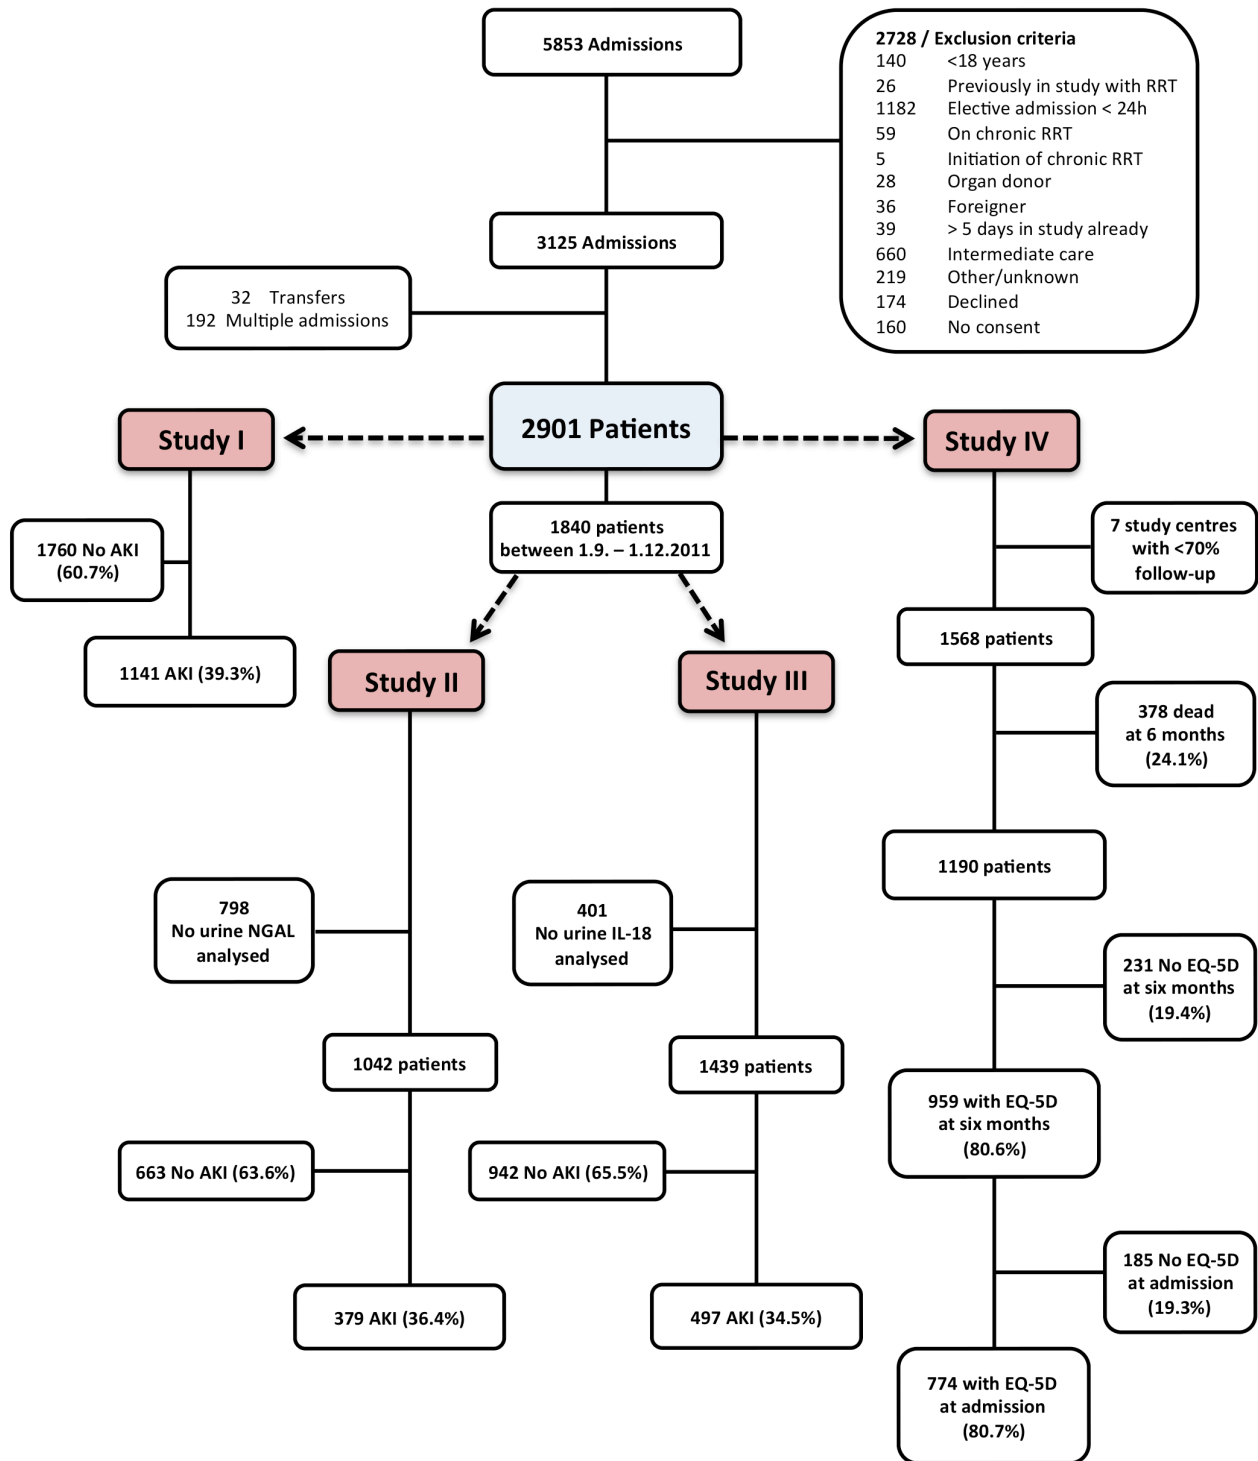 5853 Admissions
2728 / Exclusion criteria
140 <18 years
26 Previously in study with RRT
1182 Elective admission < 24h
59 On chronic RRT
5 Initiation of chronic RRT
28 Organ donor
36 Foreigner
39 > 5 days in study already
660 Intermediate care
219 Other/unknown
174 Declined
160 No consent
3125 Admissions
32 Transfers
192 Multiple admissions
2901 Patients
Study I
1760 No AKI
(60.7%)
1141 AKI (39.3%)
1840 patients
between 1.9. – 1.12.2011
Study II
798
No urine NGAL
analysed
1042 patients
663 No AKI (63.6%)
379 AKI (36.4%)
Study III
401
No urine IL-18
analysed
1439 patients
942 No AKI (65.5%)
497 AKI (34.5%)
Study IV
7 study centres
with <70%
follow-up
1568 patients
378 dead
at 6 months
(24.1%)
1190 patients
231 No EQ-5D
at six months
(19.4%)
959 with EQ-5D
at six months
(80.6%)
185 No EQ-5D
at admission
(19.3%)
774 with EQ-5D
at admission
(80.7%)